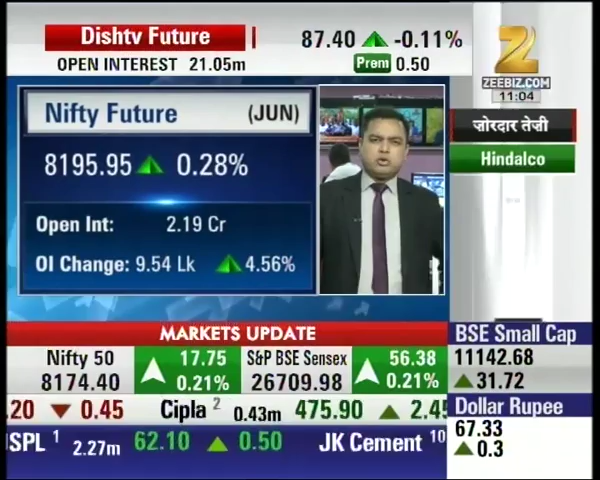 Dishtv Future
87.40 -0.11%
OPEN INTEREST 21.05m
Prem 0.50
ZEEBIZ.COM
11:04
Nifty Future (JUN)
8195.95 0.28%
Open Int: 2.19 Cr
OI Change: 9.54 Lk 4.56%
ज़ोरदार तेजी
Hindalco
MARKETS UPDATE
Nifty 50 17.75 S&P BSE Sensex 56.38
8174.40 0.21% 26709.98 0.21%
BSE Small Cap
11142.68
31.72
.20 0.45 Cipla 2 0.43m 475.90 2.45
Dollar Rupee
67.33
0.3
JSPL 1 2.27m 62.10 0.50 JK Cement 10